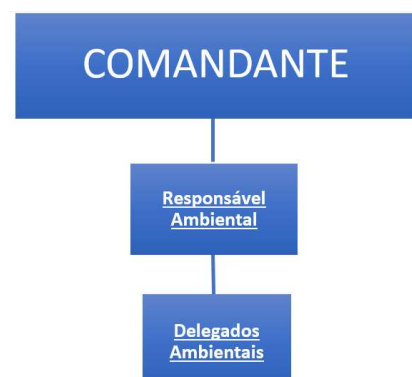 COMANDANTE
Responsável
Ambiental
Delegados
Ambientais